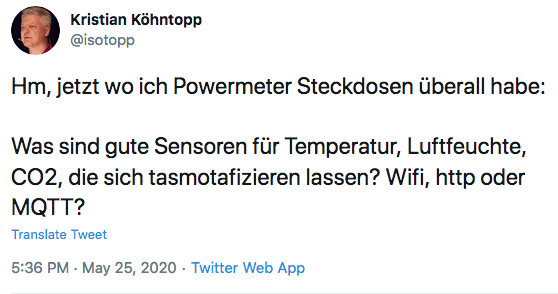 Kristian Köhntopp
@isotopp
Hm, jetzt wo ich Powermeter Steckdosen überall habe:
Was sind gute Sensoren für Temperatur, Luftfeuchte,
CO2, die sich tasmotafizieren lassen? Wifi, http oder
MQTT?
Translate Tweet
5:36 PM · May 25, 2020 · Twitter Web App